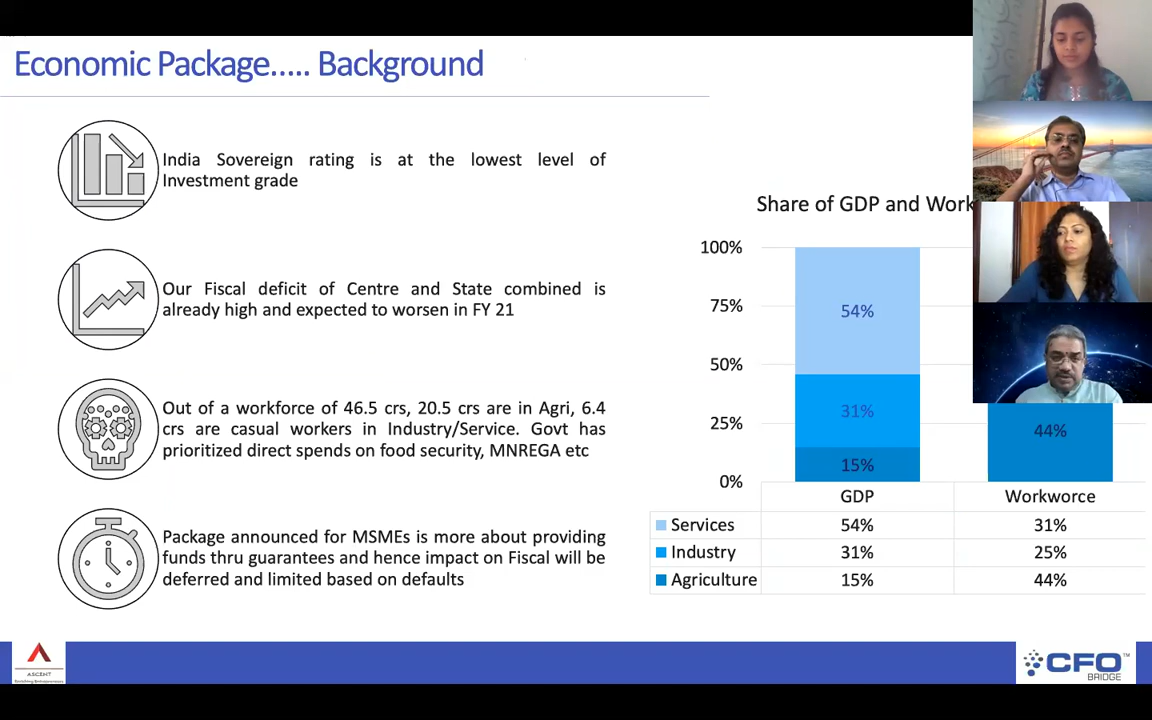 Economic Package..... Background
India Sovereign rating is at the lowest level of
Investment grade
Our Fiscal deficit of Centre and State combined is
already high and expected to worsen in FY 21
Out of a workforce of 46.5 crs, 20.5 crs are in Agri, 6.4
crs are casual workers in Industry/Service. Govt has
prioritized direct spends on food security, MNREGA etc
Package announced for MSMEs is more about providing
funds thru guarantees and hence impact on Fiscal will be
deferred and limited based on defaults
Share of GDP and Work
100%
75%
50%
25%
0%
54%
31%
15%
44%
GDP Workworce
Services 54% 31%
Industry 31% 25%
Agriculture 15% 44%
ASCENT
CFO
BRIDGE
TM